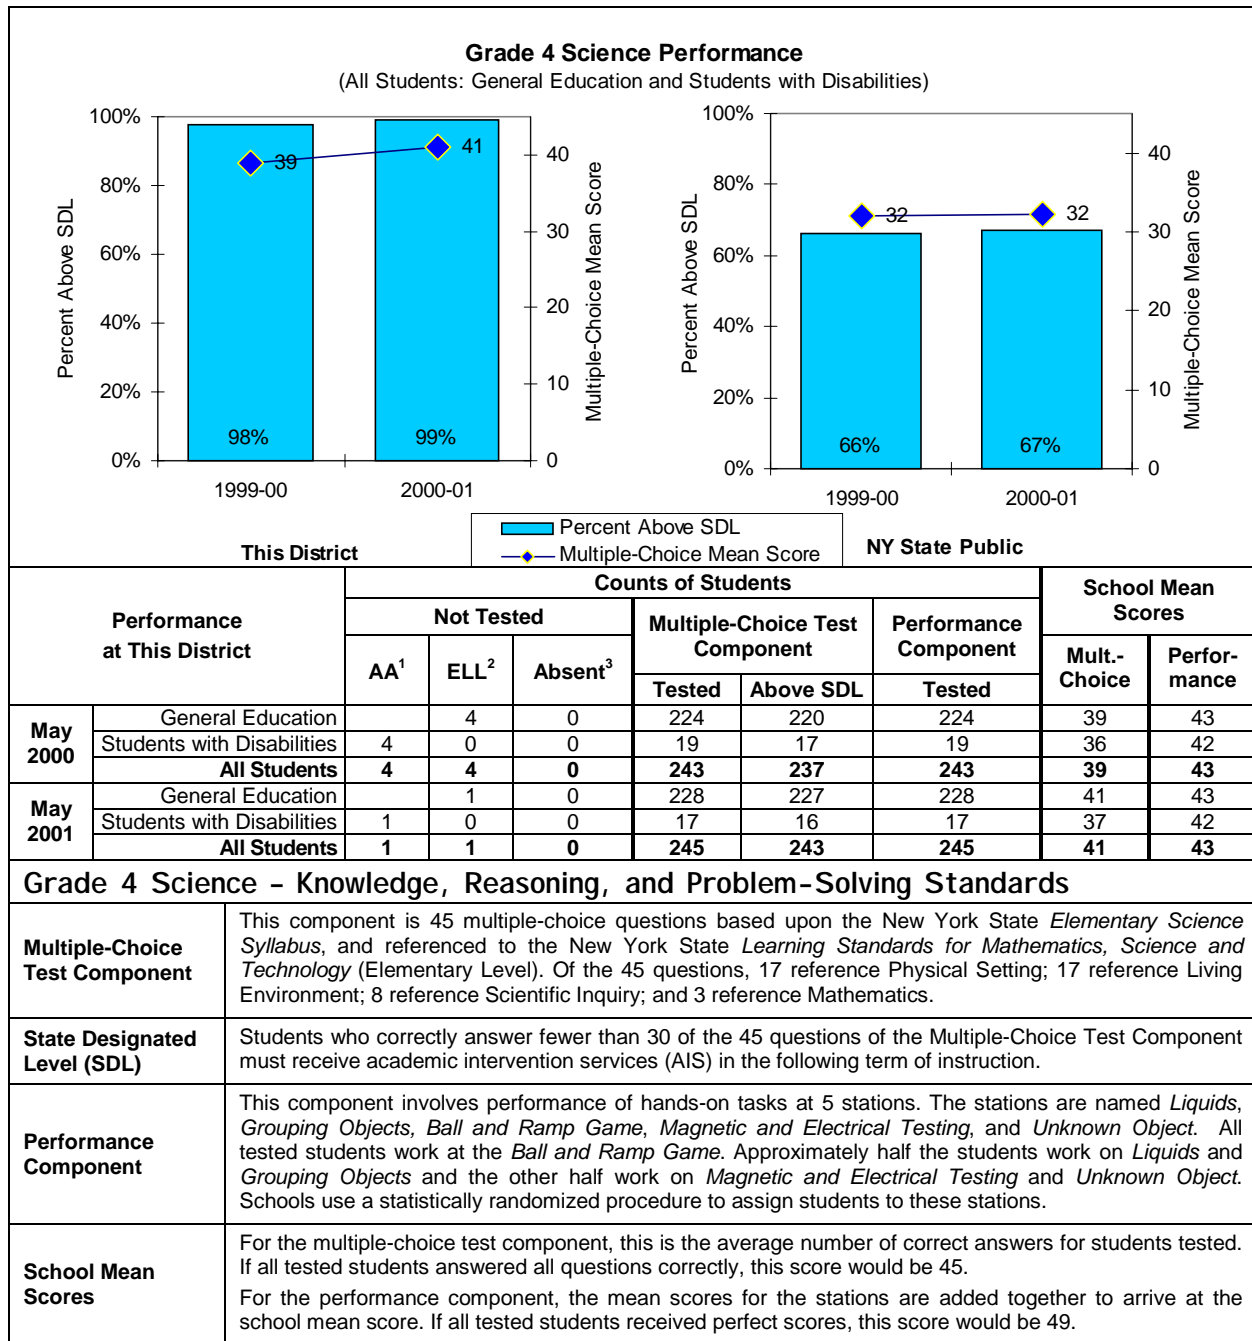 Grade 4 Science Performance
(All Students: General Education and Students with Disabilities)
100%
80%
60%
40%
20%
0%
Percent Above SDL
39
41
98%
99%
1999-00
2000-01
40
30
20
10
0
Multiple-Choice Mean Score
This District
100%
80%
60%
40%
20%
0%
Percent Above SDL
32
32
66%
67%
1999-00
2000-01
40
30
20
10
0
Multiple-Choice Mean Score
NY State Public
Percent Above SDL
Multiple-Choice Mean Score
Performance
at This District
Counts of Students
School Mean
Scores
Not Tested
Multiple-Choice Test
Component
Performance
Component
AA1 ELL2 Absent3
Tested Above SDL Tested
Mult.-
Choice
Perfor-
mance
May
2000
General Education 4 0 224 220 224 39 43
Students with Disabilities 4 0 0 19 17 19 36 42
All Students 4 4 0 243 237 243 39 43
May
2001
General Education 1 0 228 227 228 41 43
Students with Disabilities 1 0 0 17 16 17 37 42
All Students 1 1 0 245 243 245 41 43
Grade 4 Science – Knowledge, Reasoning, and Problem-Solving Standards
Multiple-Choice
Test Component
This component is 45 multiple-choice questions based upon the New York State Elementary Science
Syllabus, and referenced to the New York State Learning Standards for Mathematics, Science and
Technology (Elementary Level). Of the 45 questions, 17 reference Physical Setting; 17 reference Living
Environment; 8 reference Scientific Inquiry; and 3 reference Mathematics.
State Designated
Level (SDL)
Students who correctly answer fewer than 30 of the 45 questions of the Multiple-Choice Test Component
must receive academic intervention services (AIS) in the following term of instruction.
Performance
Component
This component involves performance of hands-on tasks at 5 stations. The stations are named Liquids,
Grouping Objects, Ball and Ramp Game, Magnetic and Electrical Testing, and Unknown Object. All
tested students work at the Ball and Ramp Game. Approximately half the students work on Liquids and
Grouping Objects and the other half work on Magnetic and Electrical Testing and Unknown Object.
Schools use a statistically randomized procedure to assign students to these stations.
School Mean
Scores
For the multiple-choice test component, this is the average number of correct answers for students tested.
If all tested students answered all questions correctly, this score would be 45.
For the performance component, the mean scores for the stations are added together to arrive at the
school mean score. If all tested students received perfect scores, this score would be 49.